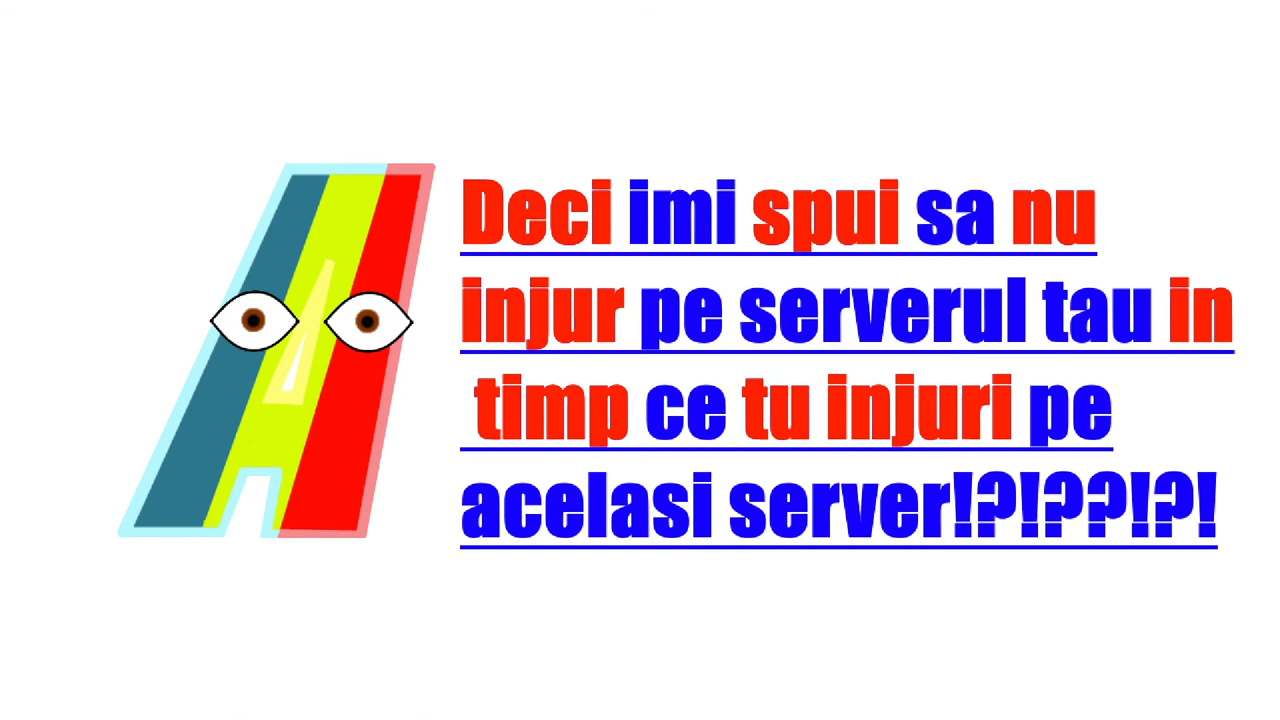 A
Deci imi spui sa nu
injur pe serverul tau in
timp ce tu injuri pe
acelasi server!?!??!?!